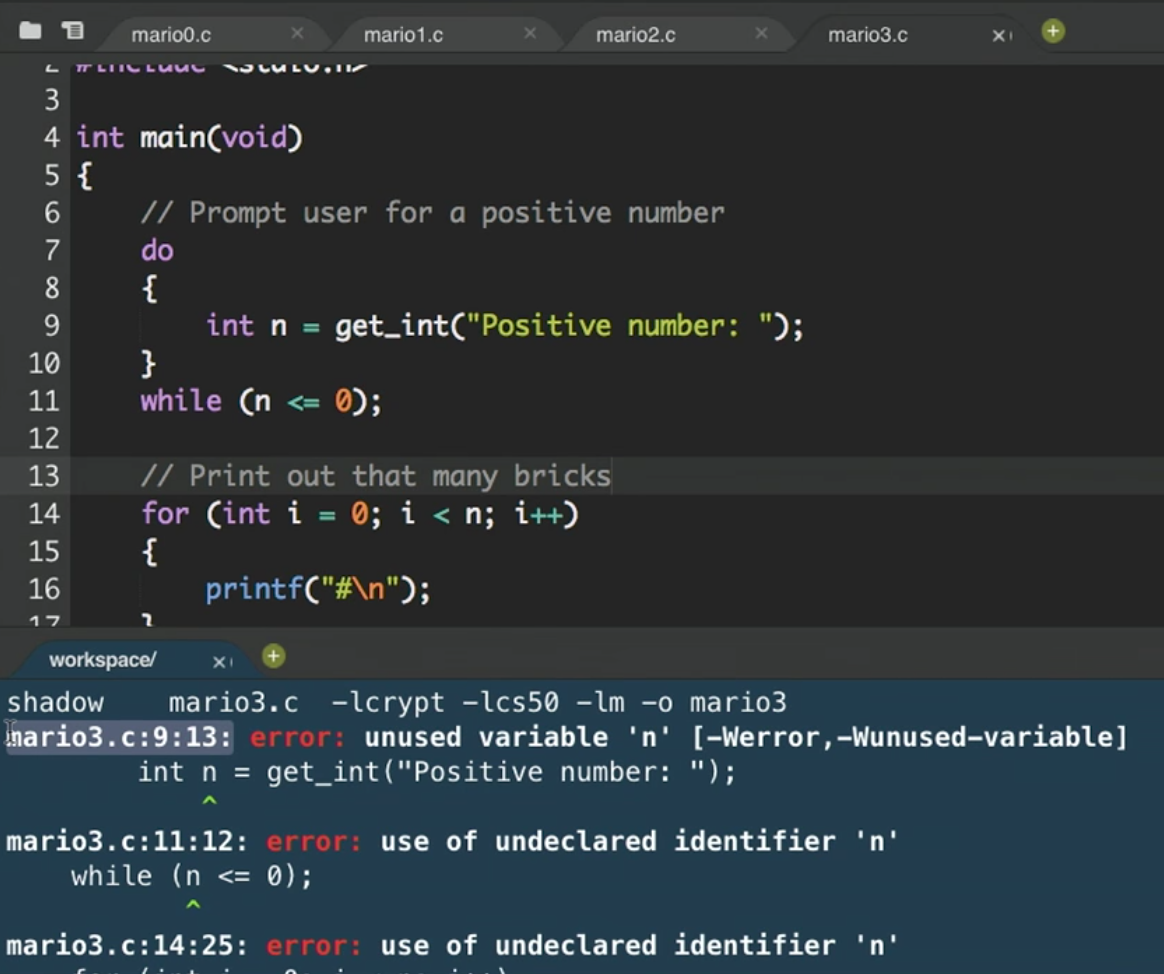 mario0.c mario1.c mario2.c mario3.c
2 #include <stdio.h>
3
4 int main(void)
5 {
6 // Prompt user for a positive number
7 do
8 {
9 int n = get_int("Positive number: ");
10 }
11 while (n <= 0);
12
13 // Print out that many bricks
14 for (int i = 0; i < n; i++)
15 {
16 printf("#\n");
17 }
workspace/
shadow mario3.c -lcrypt -lcs50 -lm -o mario3
mario3.c:9:13: error: unused variable 'n' [-Werror,-Wunused-variable]
int n = get_int("Positive number: ");
^
mario3.c:11:12: error: use of undeclared identifier 'n'
while (n <= 0);
^
mario3.c:14:25: error: use of undeclared identifier 'n'